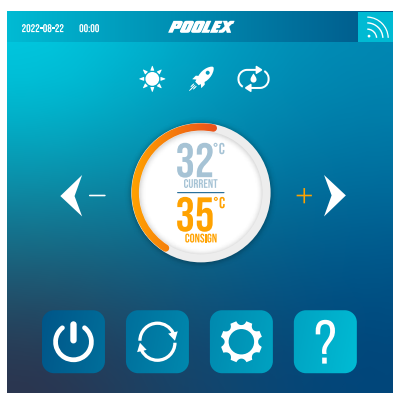 2022-08-22 00:00 POOLEX
32°C
CURRENT
35°C
CONSIGN
− +
?